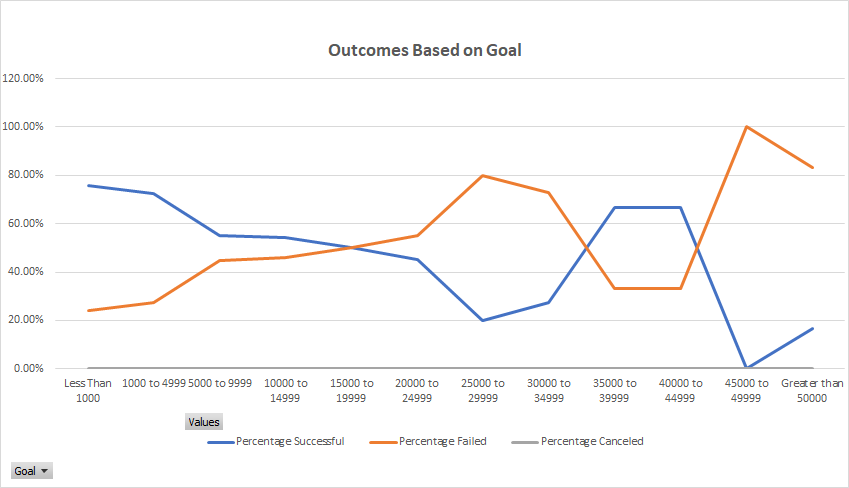 Outcomes Based on Goal
120.00%
100.00%
80.00%
60.00%
40.00%
20.00%
0.00%
Less Than 1000 to 4999 5000 to 9999 10000 to 15000 to 20000 to 25000 to 30000 to 35000 to 40000 to 45000 to Greater than
1000 14999 19999 24999 29999 34999 39999 44999 49999 50000
Values
Percentage Successful Percentage Failed Percentage Canceled
Goal